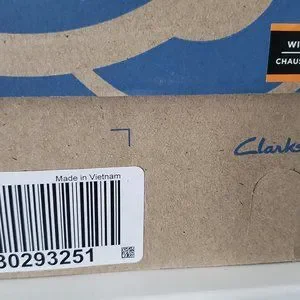 WI
CHAUS
Clarks
Made in Vietnam
30293251